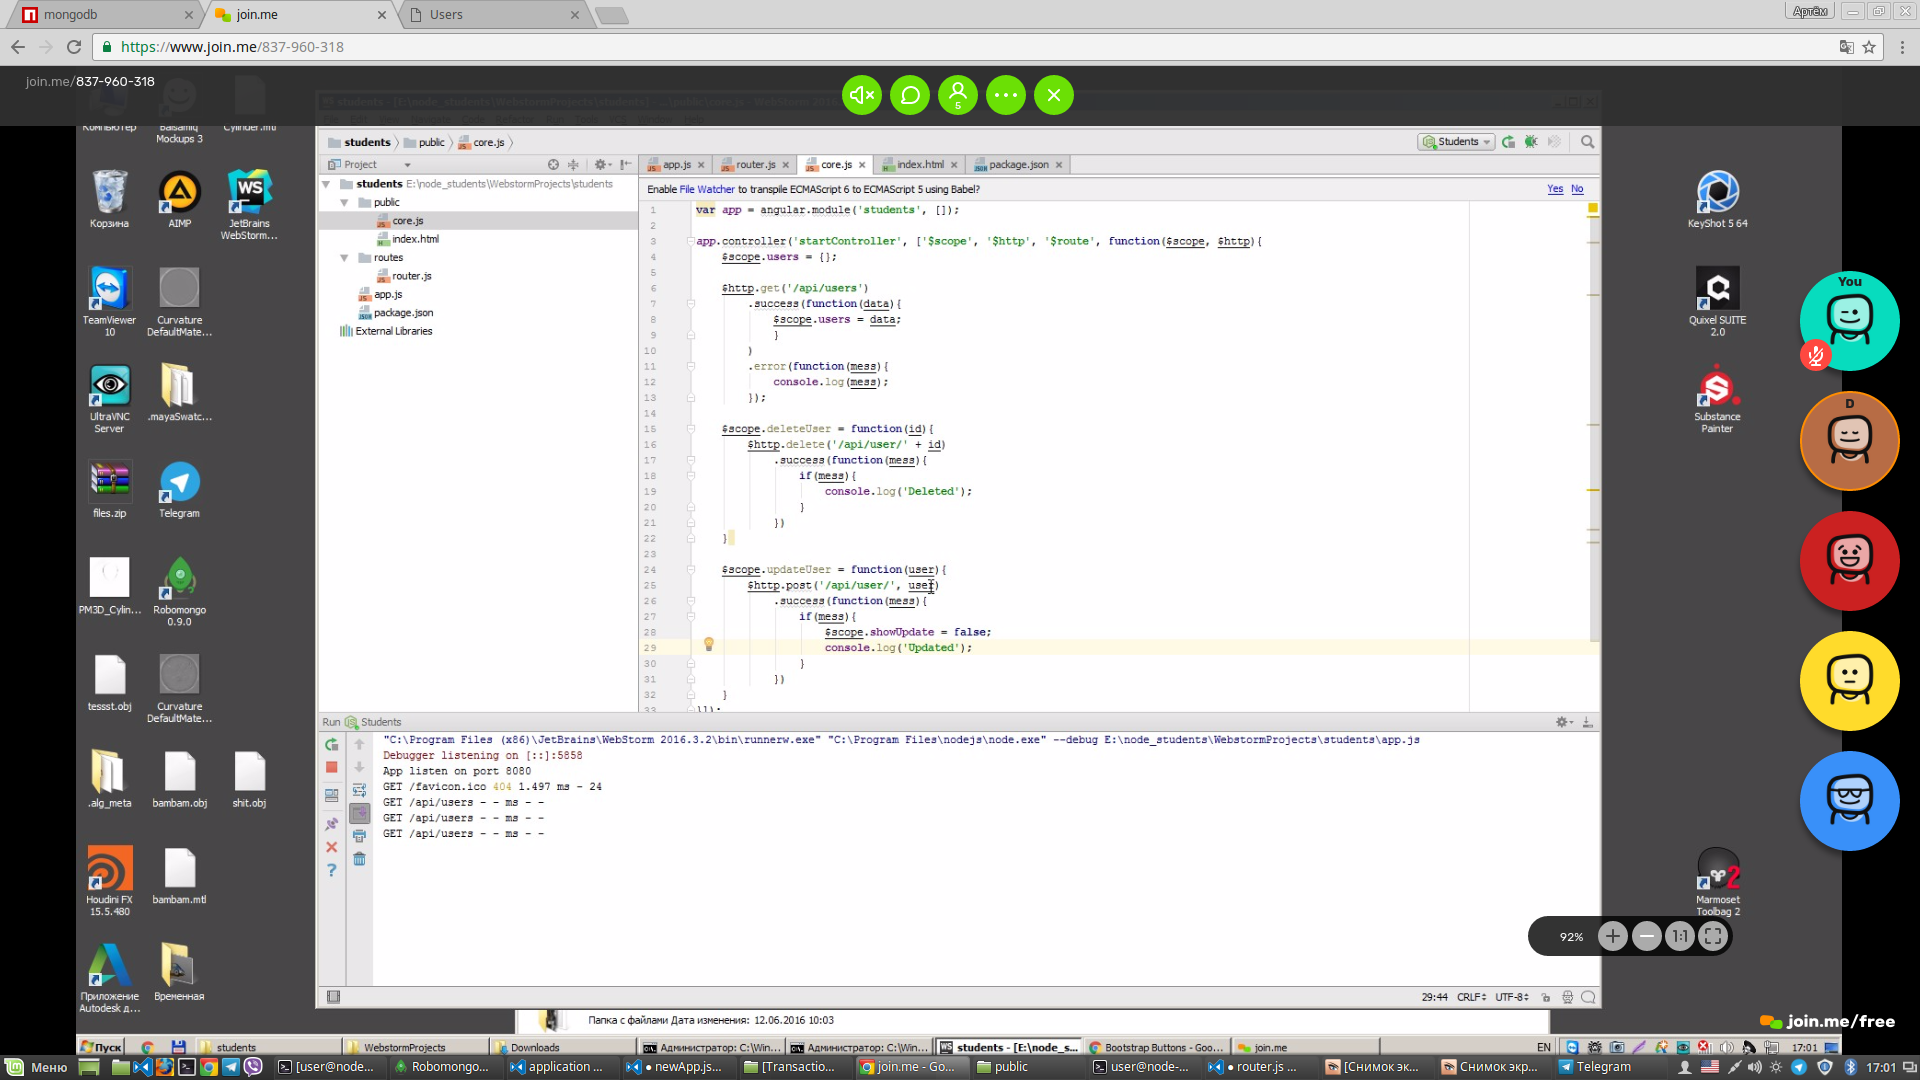 mongodb
join.me
Users
Артём
https://www.join.me/837-960-318
join.me/837-960-318
5
Компьютер
Balsamiq Mockups 3
Cylinder.mtl
Корзина
AIMP
JetBrains WebStorm...
TeamViewer 10
Curvature DefaultMate...
UltraVNC Server
.mayaSwatc...
files.zip
Telegram
PM3D_Cylin...
Robomongo 0.9.0
tessst.obj
Curvature DefaultMate...
.alg_meta
bambam.obj
shit.obj
Houdini FX 15.5.480
bambam.mtl
Приложение Autodesk д...
Временная
students
public
core.js
Students
Project
students E:\node_students\WebstormProjects\students
public
core.js
index.html
routes
router.js
app.js
package.json
External Libraries
app.js
router.js
core.js
index.html
package.json
Enable File Watcher to transpile ECMAScript 6 to ECMAScript 5 using Babel?
Yes No
1 var app = angular.module('students', []);
2
3 app.controller('startController', ['$scope', '$http', '$route', function($scope, $http){
4 $scope.users = {};
5
6 $http.get('/api/users')
7 .success(function(data){
8 $scope.users = data;
9 }
10 )
11 .error(function(mess){
12 console.log(mess);
13 });
14
15 $scope.deleteUser = function(id){
16 $http.delete('/api/user/' + id)
17 .success(function(mess){
18 if(mess){
19 console.log('Deleted');
20 }
21 })
22 }
23
24 $scope.updateUser = function(user){
25 $http.post('/api/user/', user)
26 .success(function(mess){
27 if(mess){
28 $scope.showUpdate = false;
29 console.log('Updated');
30 }
31 })
32 }
33 }]);
Run Students
"C:\Program Files (x86)\JetBrains\WebStorm 2016.3.2\bin\runnerw.exe" "C:\Program Files\nodejs\node.exe" --debug E:\node_students\WebstormProjects\students\app.js
Debugger listening on [::]:5858
App listen on port 8080
GET /favicon.ico 404 1.497 ms - 24
GET /api/users - - ms - -
GET /api/users - - ms - -
GET /api/users - - ms - -
29:44 CRLF UTF-8
KeyShot 5 64
Quixel SUITE 2.0
Substance Painter
Marmoset Toolbag 2
You
D
92%
1:1
join.me/free
Папка с файлами Дата изменения: 12.06.2016 10:03
Пуск
students
WebstormProjects
Downloads
Администратор: C:\Win...
Администратор: C:\Win...
students - [E:\node_s...
Bootstrap Buttons - Goo...
join.me
EN
17:01
Меню
[user@node...
Robomongo...
application ...
● newApp.js...
[Transactio...
join.me - Go...
public
user@node-...
● router.js ...
[Снимок эк...
Снимок экр...
Telegram
17:01